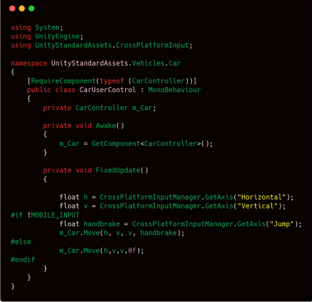 using System;
using UnityEngine;
using UnityStandardAssets.CrossPlatformInput;

namespace UnityStandardAssets.Vehicles.Car
{
    [RequireComponent(typeof (CarController))]
    public class CarUserControl : MonoBehaviour
    {
        private CarController m_Car;

        private void Awake()
        {
            m_Car = GetComponent<CarController>();
        }

        private void FixedUpdate()
        {

            float h = CrossPlatformInputManager.GetAxis("Horizontal");
            float v = CrossPlatformInputManager.GetAxis("Vertical");
#if !MOBILE_INPUT
            float handbrake = CrossPlatformInputManager.GetAxis("Jump");
            m_Car.Move(h, v, v, handbrake);
#else
            m_Car.Move(h,v,v,0f);
#endif
        }
    }
}